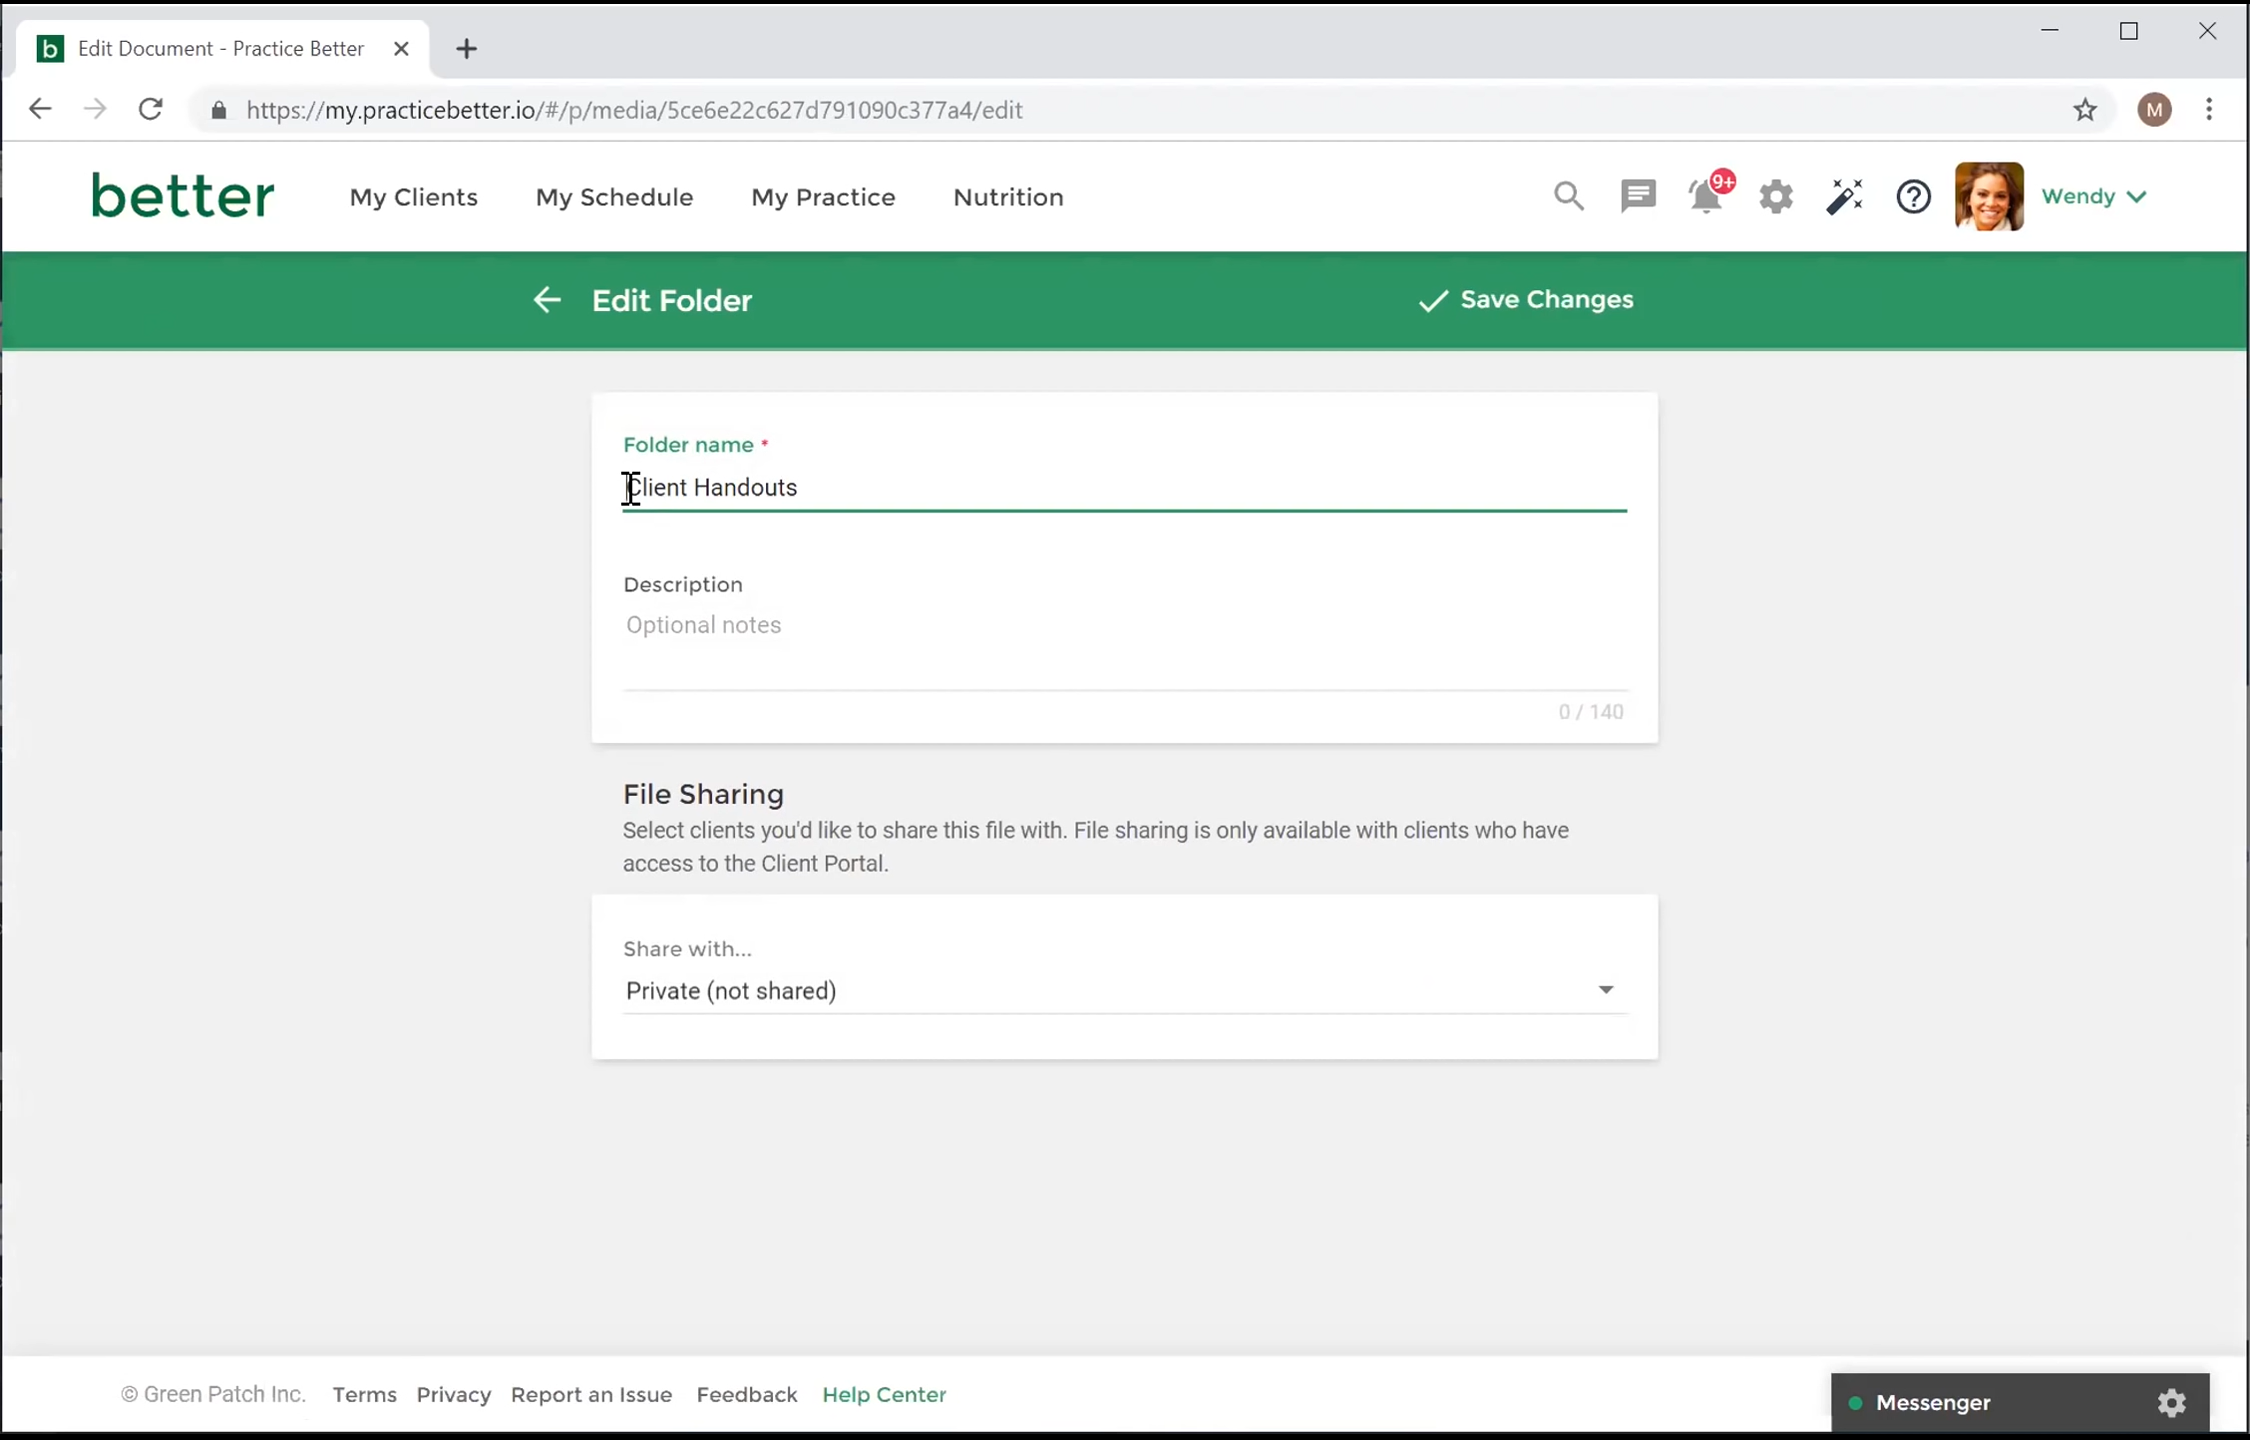 Edit Document - Practice Better
https://my.practicebetter.io/#/p/media/5ce6e22c627d791090c377a4/edit
M
better My Clients My Schedule My Practice Nutrition 9+ Wendy
Edit Folder Save Changes
Folder name *
Client Handouts
Description
Optional notes
0 / 140
File Sharing
Select clients you'd like to share this file with. File sharing is only available with clients who have
access to the Client Portal.
Share with...
Private (not shared)
© Green Patch Inc. Terms Privacy Report an Issue Feedback Help Center
Messenger